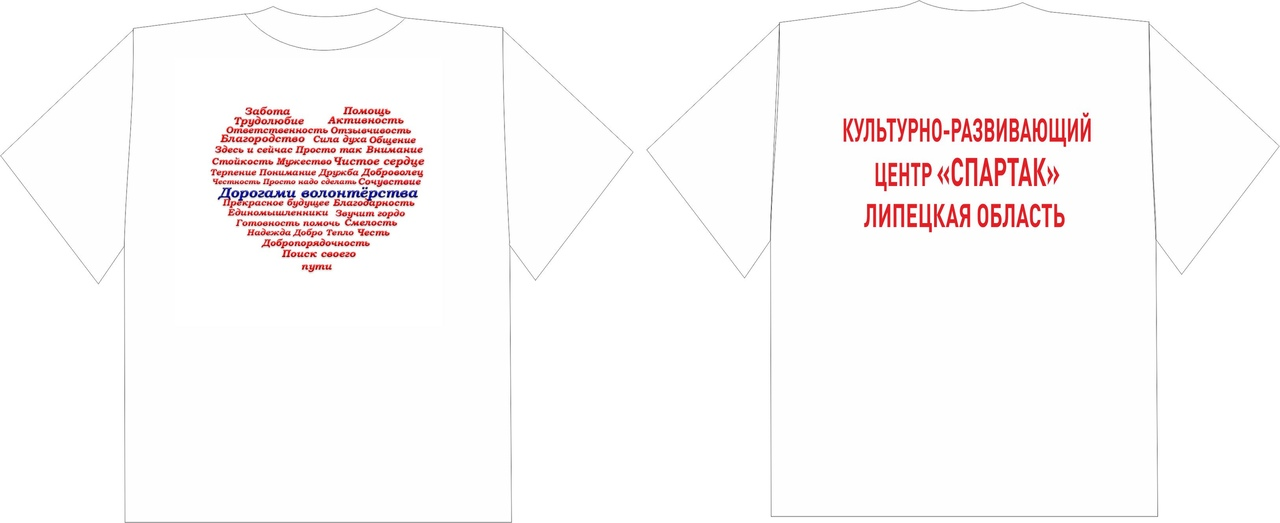 Забота Помощь
Трудолюбие Активность
Ответственность Отзывчивость
Благородство Сила духа Общение
Здесь и сейчас Просто так Внимание
Стойкость Мужество Чистое сердце
Терпение Понимание Дружба Доброволец
Честность Просто надо сделать Сочувствие
Дорогами волонтёрства
Прекрасное будущее Благодарность
Единомышленники Звучит гордо
Готовность помочь Смелость
Надежда Добро Тепло Честь
Добропорядочность
Поиск своего
пути
КУЛЬТУРНО-РАЗВИВАЮЩИЙ
ЦЕНТР «СПАРТАК»
ЛИПЕЦКАЯ ОБЛАСТЬ